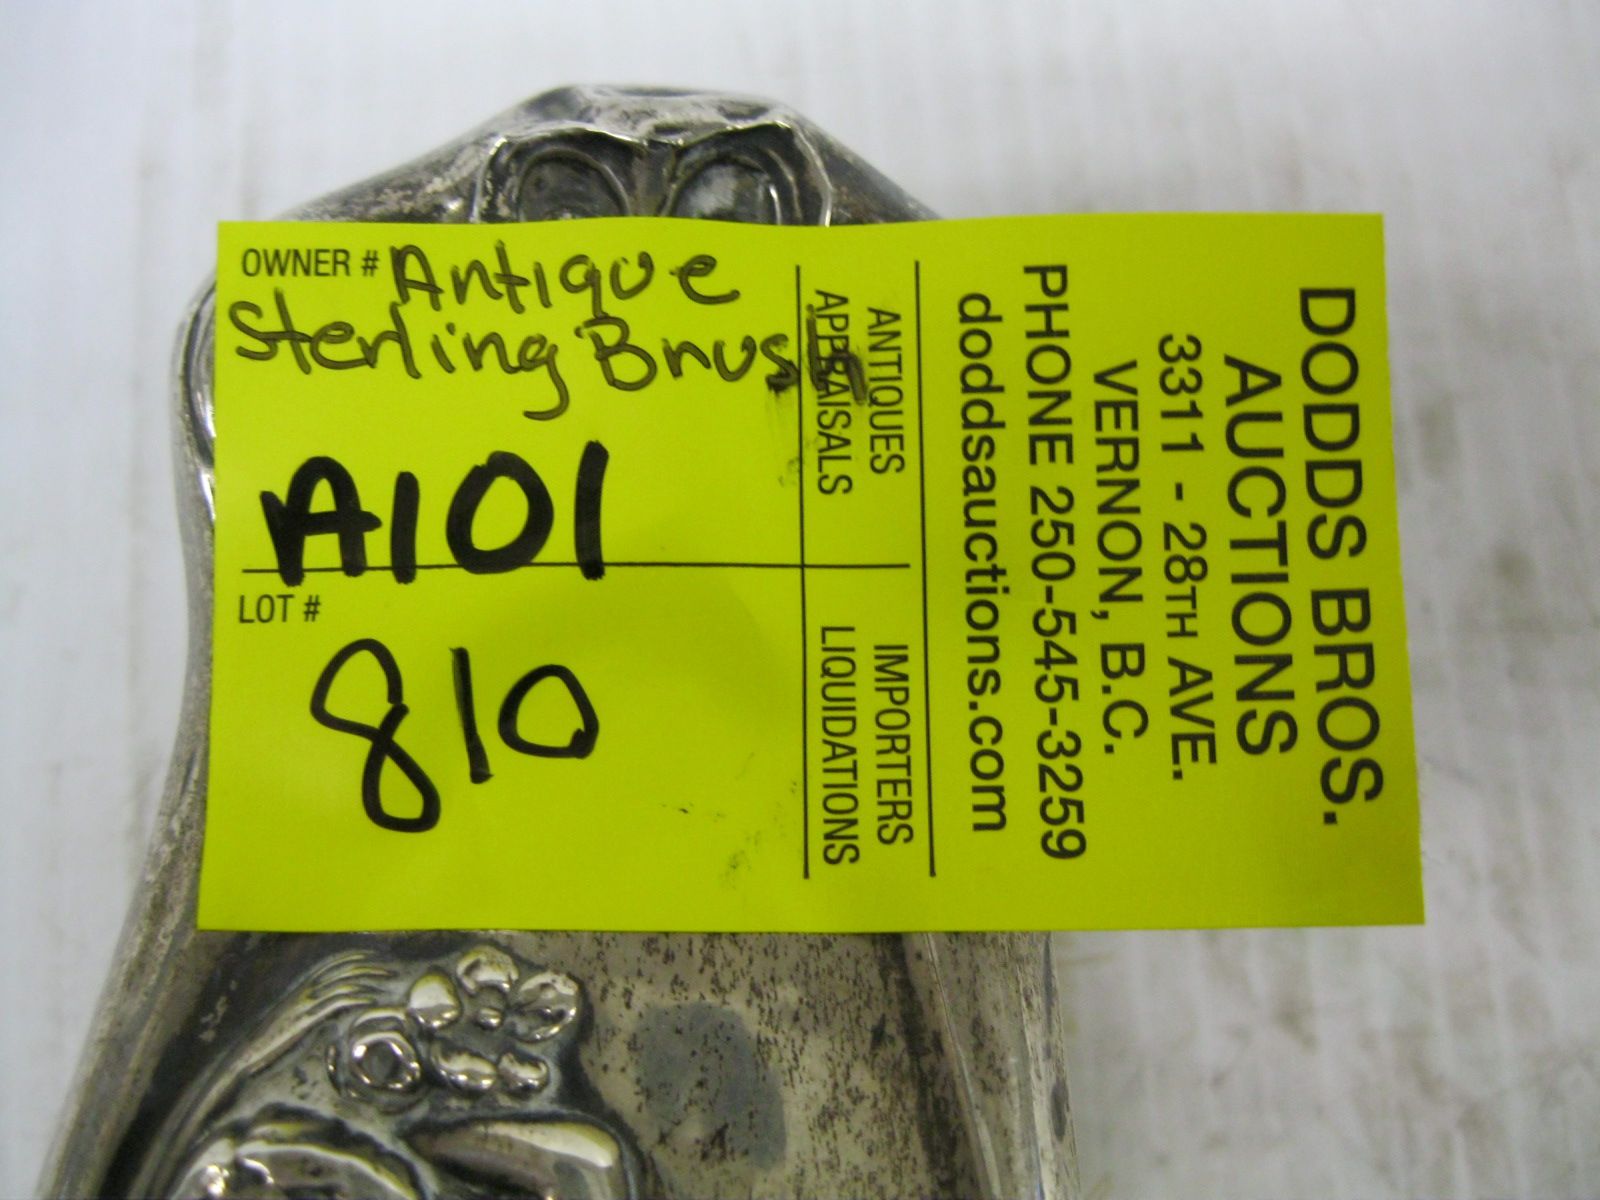 OWNER # Antique
Sterling Brush
A101
LOT #
810
ANTIQUES
APPRAISALS
IMPORTERS
LIQUIDATIONS
DODDS BROS.
AUCTIONS
3311 - 28TH AVE.
VERNON, B.C.
PHONE 250-545-3259
doddsauctions.com